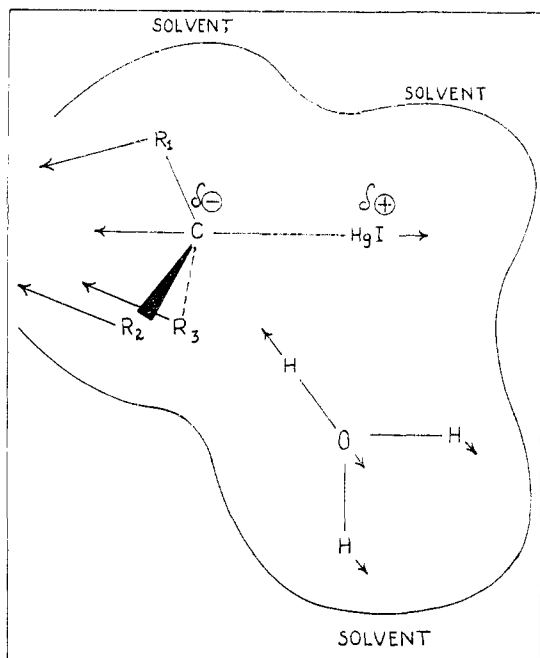 SOLVENT
SOLVENT
R₁
δ⊖ δ⊕
C HgI
R₂ R₃
H
O H
H
SOLVENT